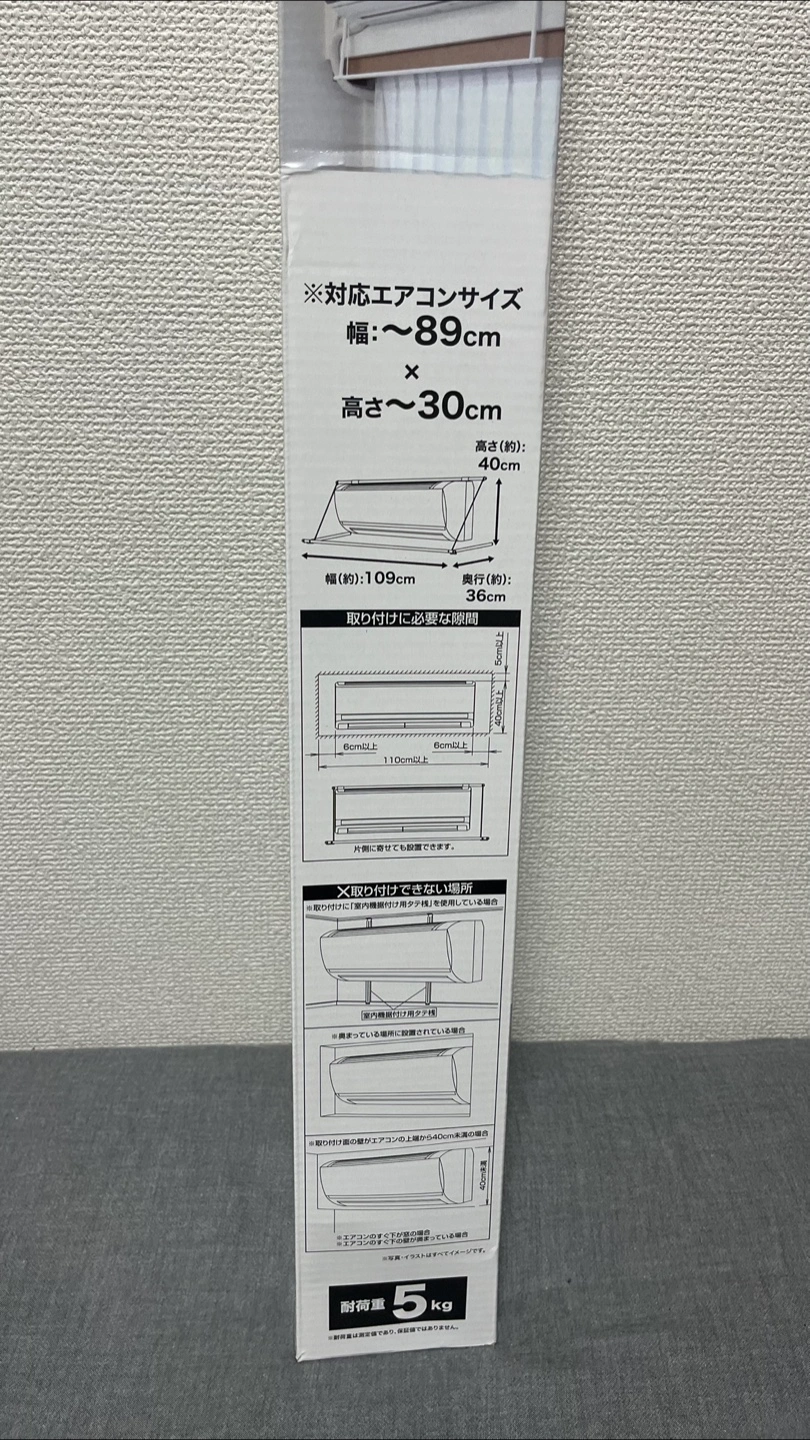 ※対応エアコンサイズ
幅:〜89cm
×
高さ〜30cm
高さ(約):
40cm
幅(約):109cm
奥行(約):
36cm
取り付けに必要な隙間
5cm以上
40cm以上
6cm以上
6cm以上
110cm以上
片側に寄せても設置できます。
×取り付けできない場所
※取り付けに「室内機据付け用タテ桟」を使用している場合
室内機据付け用タテ桟
※奥まっている場所に設置されている場合
※取り付け面の壁がエアコンの上端から40cm未満の場合
40cm未満
※エアコンのすぐ下が窓の場合
※エアコンのすぐ下の壁が奥まっている場合
※写真・イラストはすべてイメージです。
耐荷重5kg
※耐荷重は測定値であり、保証値ではありません。